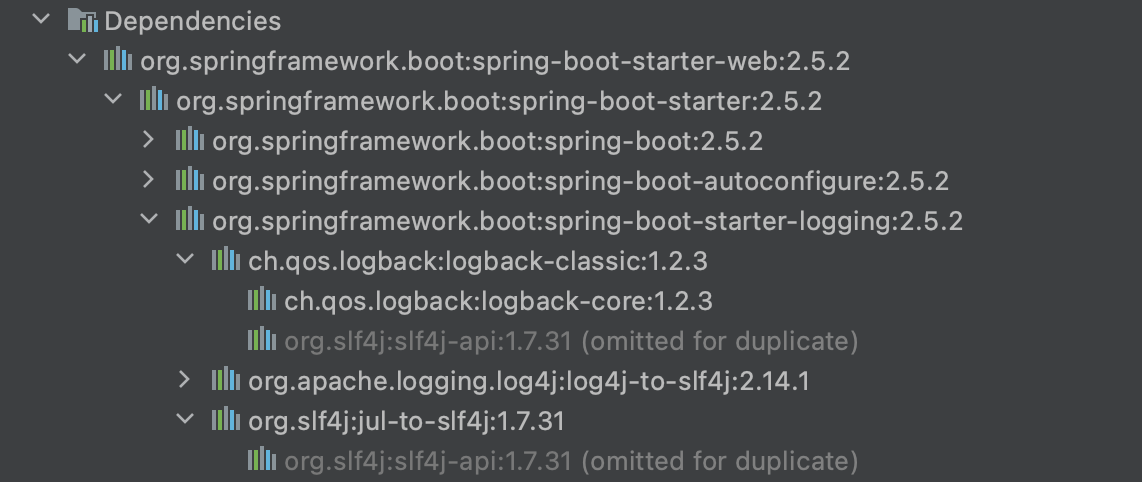 Dependencies
org.springframework.boot:spring-boot-starter-web:2.5.2
org.springframework.boot:spring-boot-starter:2.5.2
org.springframework.boot:spring-boot:2.5.2
org.springframework.boot:spring-boot-autoconfigure:2.5.2
org.springframework.boot:spring-boot-starter-logging:2.5.2
ch.qos.logback:logback-classic:1.2.3
ch.qos.logback:logback-core:1.2.3
org.slf4j:slf4j-api:1.7.31 (omitted for duplicate)
org.apache.logging.log4j:log4j-to-slf4j:2.14.1
org.slf4j:jul-to-slf4j:1.7.31
org.slf4j:slf4j-api:1.7.31 (omitted for duplicate)